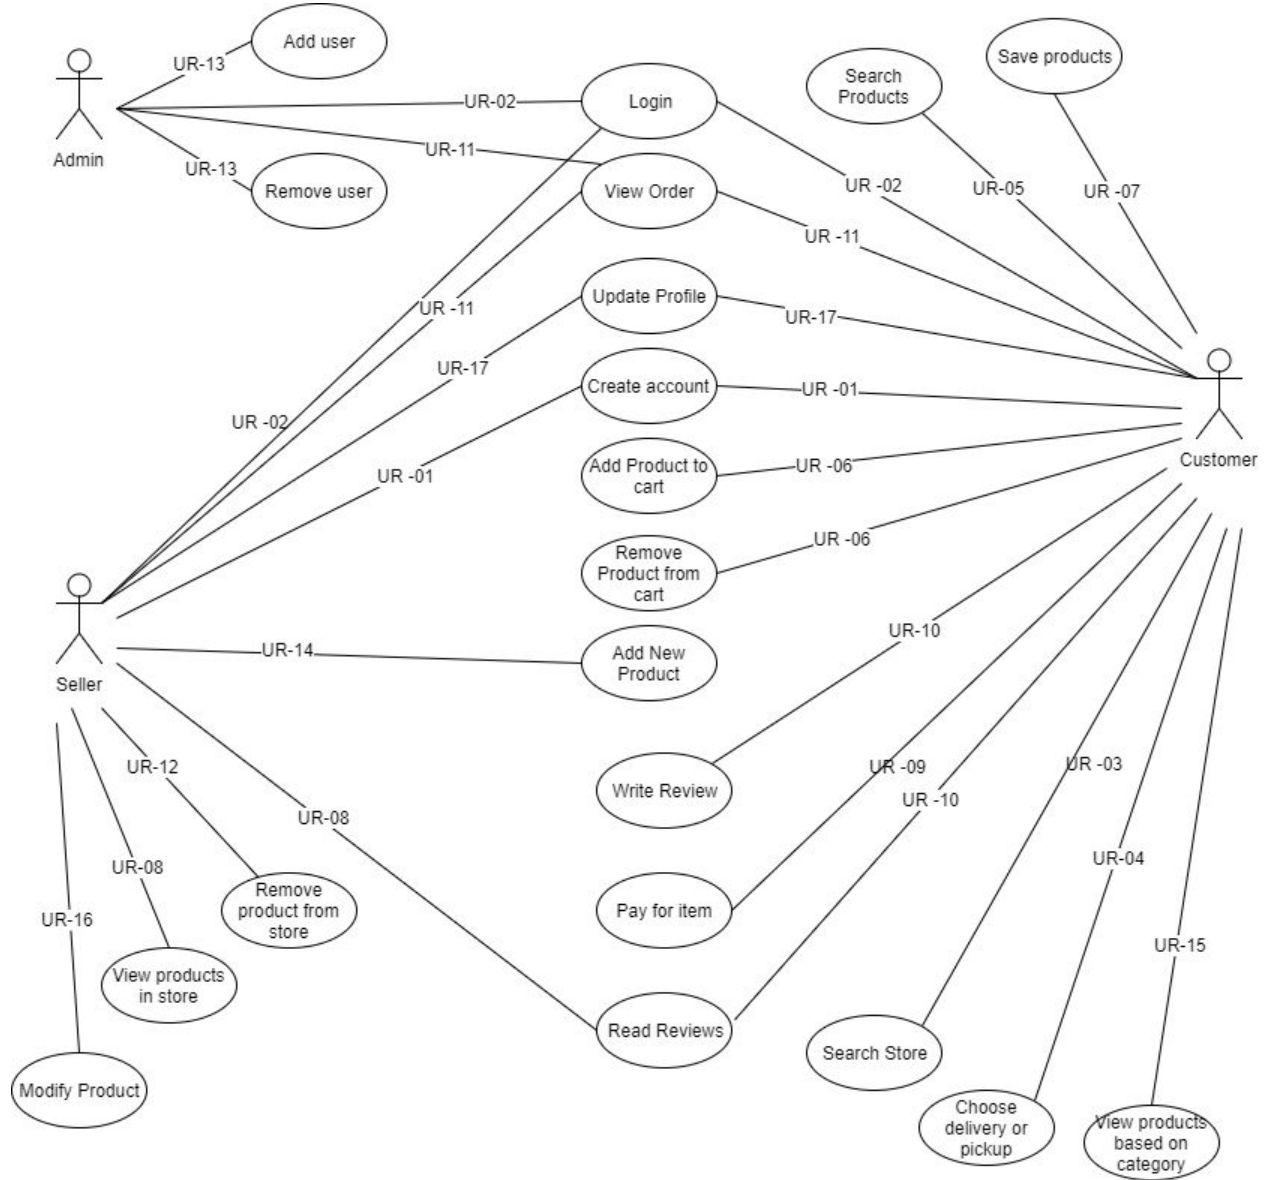 Add user
UR-13
Admin
UR-02
Login
Search
Products
Save products
UR-11
UR-13
Remove user
View Order
UR -02
UR-05
UR -07
UR -11
Update Profile
UR -11
UR-17
UR-17
Create account
UR -01
UR -02
UR -01
Add Product to
cart
UR -06
Customer
Remove
Product from
cart
UR -06
Seller
UR-14
Add New
Product
UR-10
UR-12
UR-08
Write Review
UR -09
UR -10
UR -03
UR-08
UR-16
Remove
product from
store
Pay for item
UR-04
UR-15
View products
in store
Read Reviews
Search Store
Modify Product
Choose
delivery or
pickup
View products
based on
category